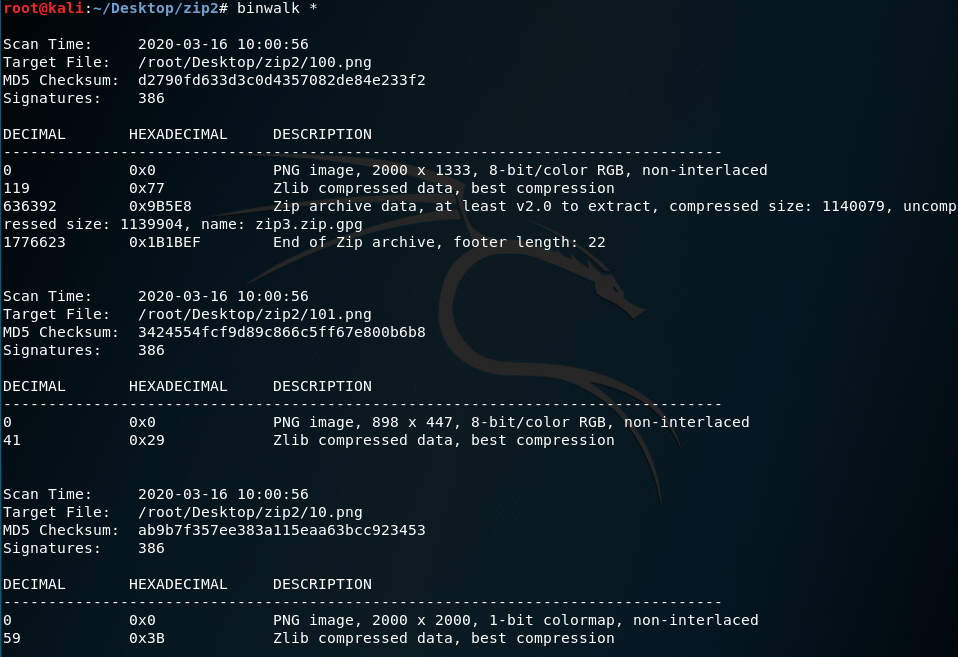 root@kali:~/Desktop/zip2# binwalk *
Scan Time:     2020-03-16 10:00:56
Target File:   /root/Desktop/zip2/100.png
MD5 Checksum:  d2790fd633d3c0d4357082de84e233f2
Signatures:    386
DECIMAL       HEXADECIMAL     DESCRIPTION
--------------------------------------------------------------------------------
0             0x0             PNG image, 2000 x 1333, 8-bit/color RGB, non-interlaced
119           0x77            Zlib compressed data, best compression
636392        0x9B5E8         Zip archive data, at least v2.0 to extract, compressed size: 1140079, uncomp
ressed size: 1139904, name: zip3.zip.gpg
1776623       0x1B1BEF        End of Zip archive, footer length: 22
Scan Time:     2020-03-16 10:00:56
Target File:   /root/Desktop/zip2/101.png
MD5 Checksum:  3424554fcf9d89c866c5ff67e800b6b8
Signatures:    386
DECIMAL       HEXADECIMAL     DESCRIPTION
--------------------------------------------------------------------------------
0             0x0             PNG image, 898 x 447, 8-bit/color RGB, non-interlaced
41            0x29            Zlib compressed data, best compression
Scan Time:     2020-03-16 10:00:56
Target File:   /root/Desktop/zip2/10.png
MD5 Checksum:  ab9b7f357ee383a115eaa63bcc923453
Signatures:    386
DECIMAL       HEXADECIMAL     DESCRIPTION
--------------------------------------------------------------------------------
0             0x0             PNG image, 2000 x 2000, 1-bit colormap, non-interlaced
59            0x3B            Zlib compressed data, best compression